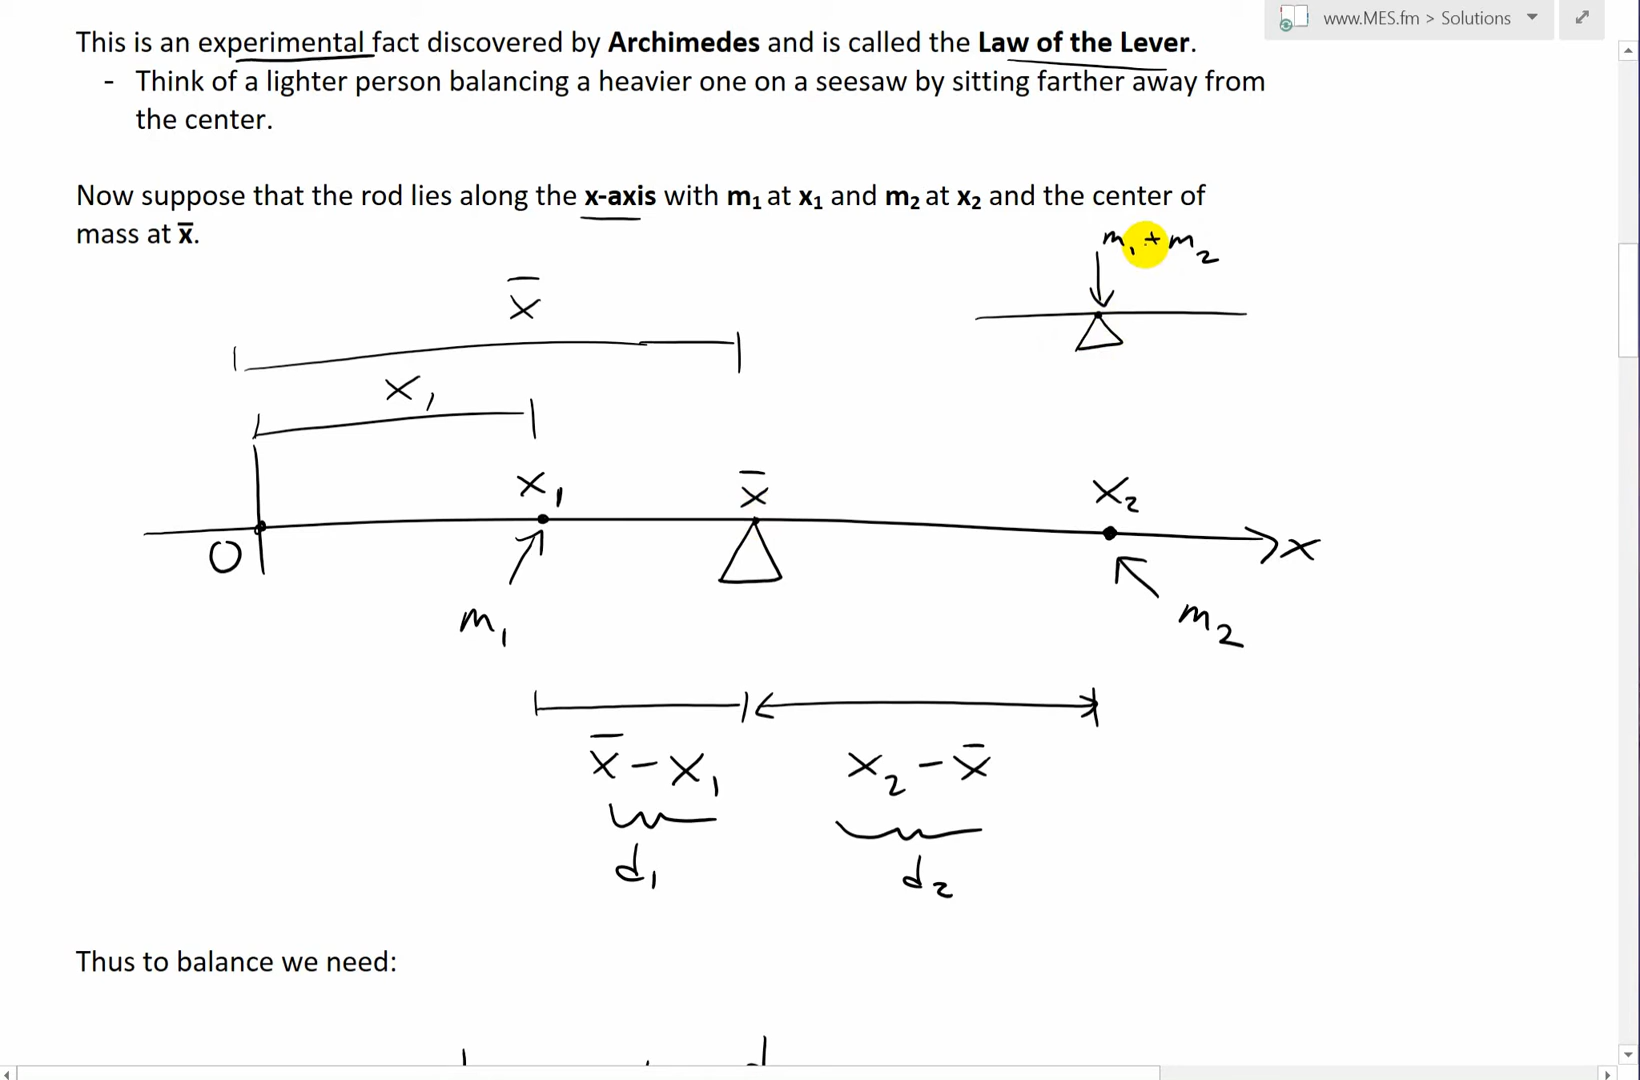 www.MES.fm > Solutions
This is an experimental fact discovered by Archimedes and is called the Law of the Lever.
- Think of a lighter person balancing a heavier one on a seesaw by sitting farther away from
the center.
Now suppose that the rod lies along the x-axis with m₁ at x₁ and m₂ at x₂ and the center of
mass at x̄.
m₁ + m₂
x̄
x₁
x₁ x̄ x₂
0 x
m₁ m₂
x̄ - x₁ x₂ - x̄
d₁ d₂
Thus to balance we need: